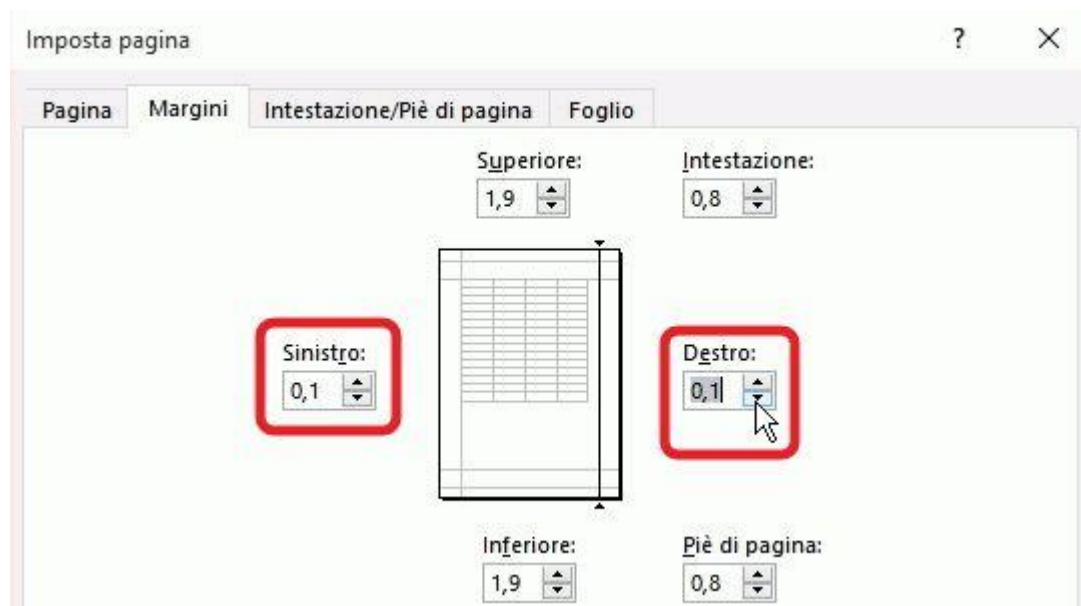 Imposta pagina ?
Pagina Margini Intestazione/Piè di pagina Foglio
Superiore: Intestazione:
1,9 0,8
Sinistro: Destro:
0,1 0,1
Inferiore: Piè di pagina:
1,9 0,8